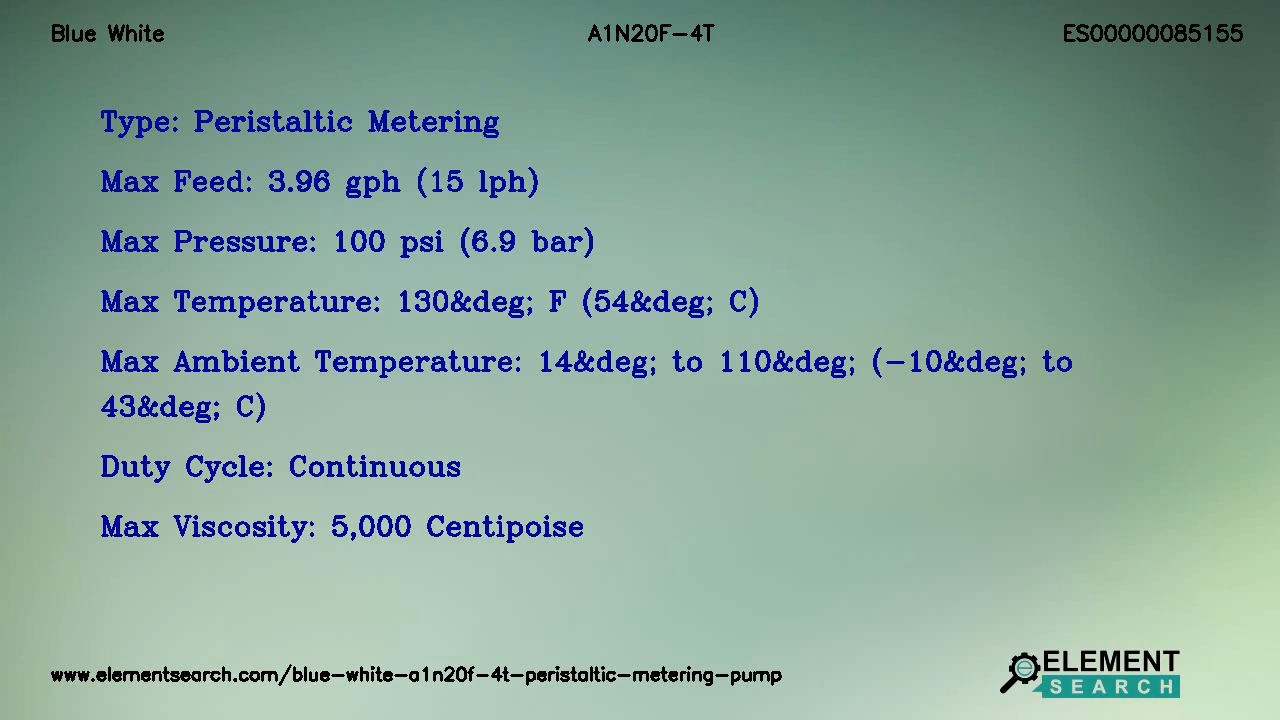 Blue White A1N20F-4T ES00000085155
Type: Peristaltic Metering
Max Feed: 3.96 gph (15 lph)
Max Pressure: 100 psi (6.9 bar)
Max Temperature: 130&deg; F (54&deg; C)
Max Ambient Temperature: 14&deg; to 110&deg; (-10&deg; to
43&deg; C)
Duty Cycle: Continuous
Max Viscosity: 5,000 Centipoise
www.elementsearch.com/blue-white-a1n20f-4t-peristaltic-metering-pump
ELEMENT
SEARCH